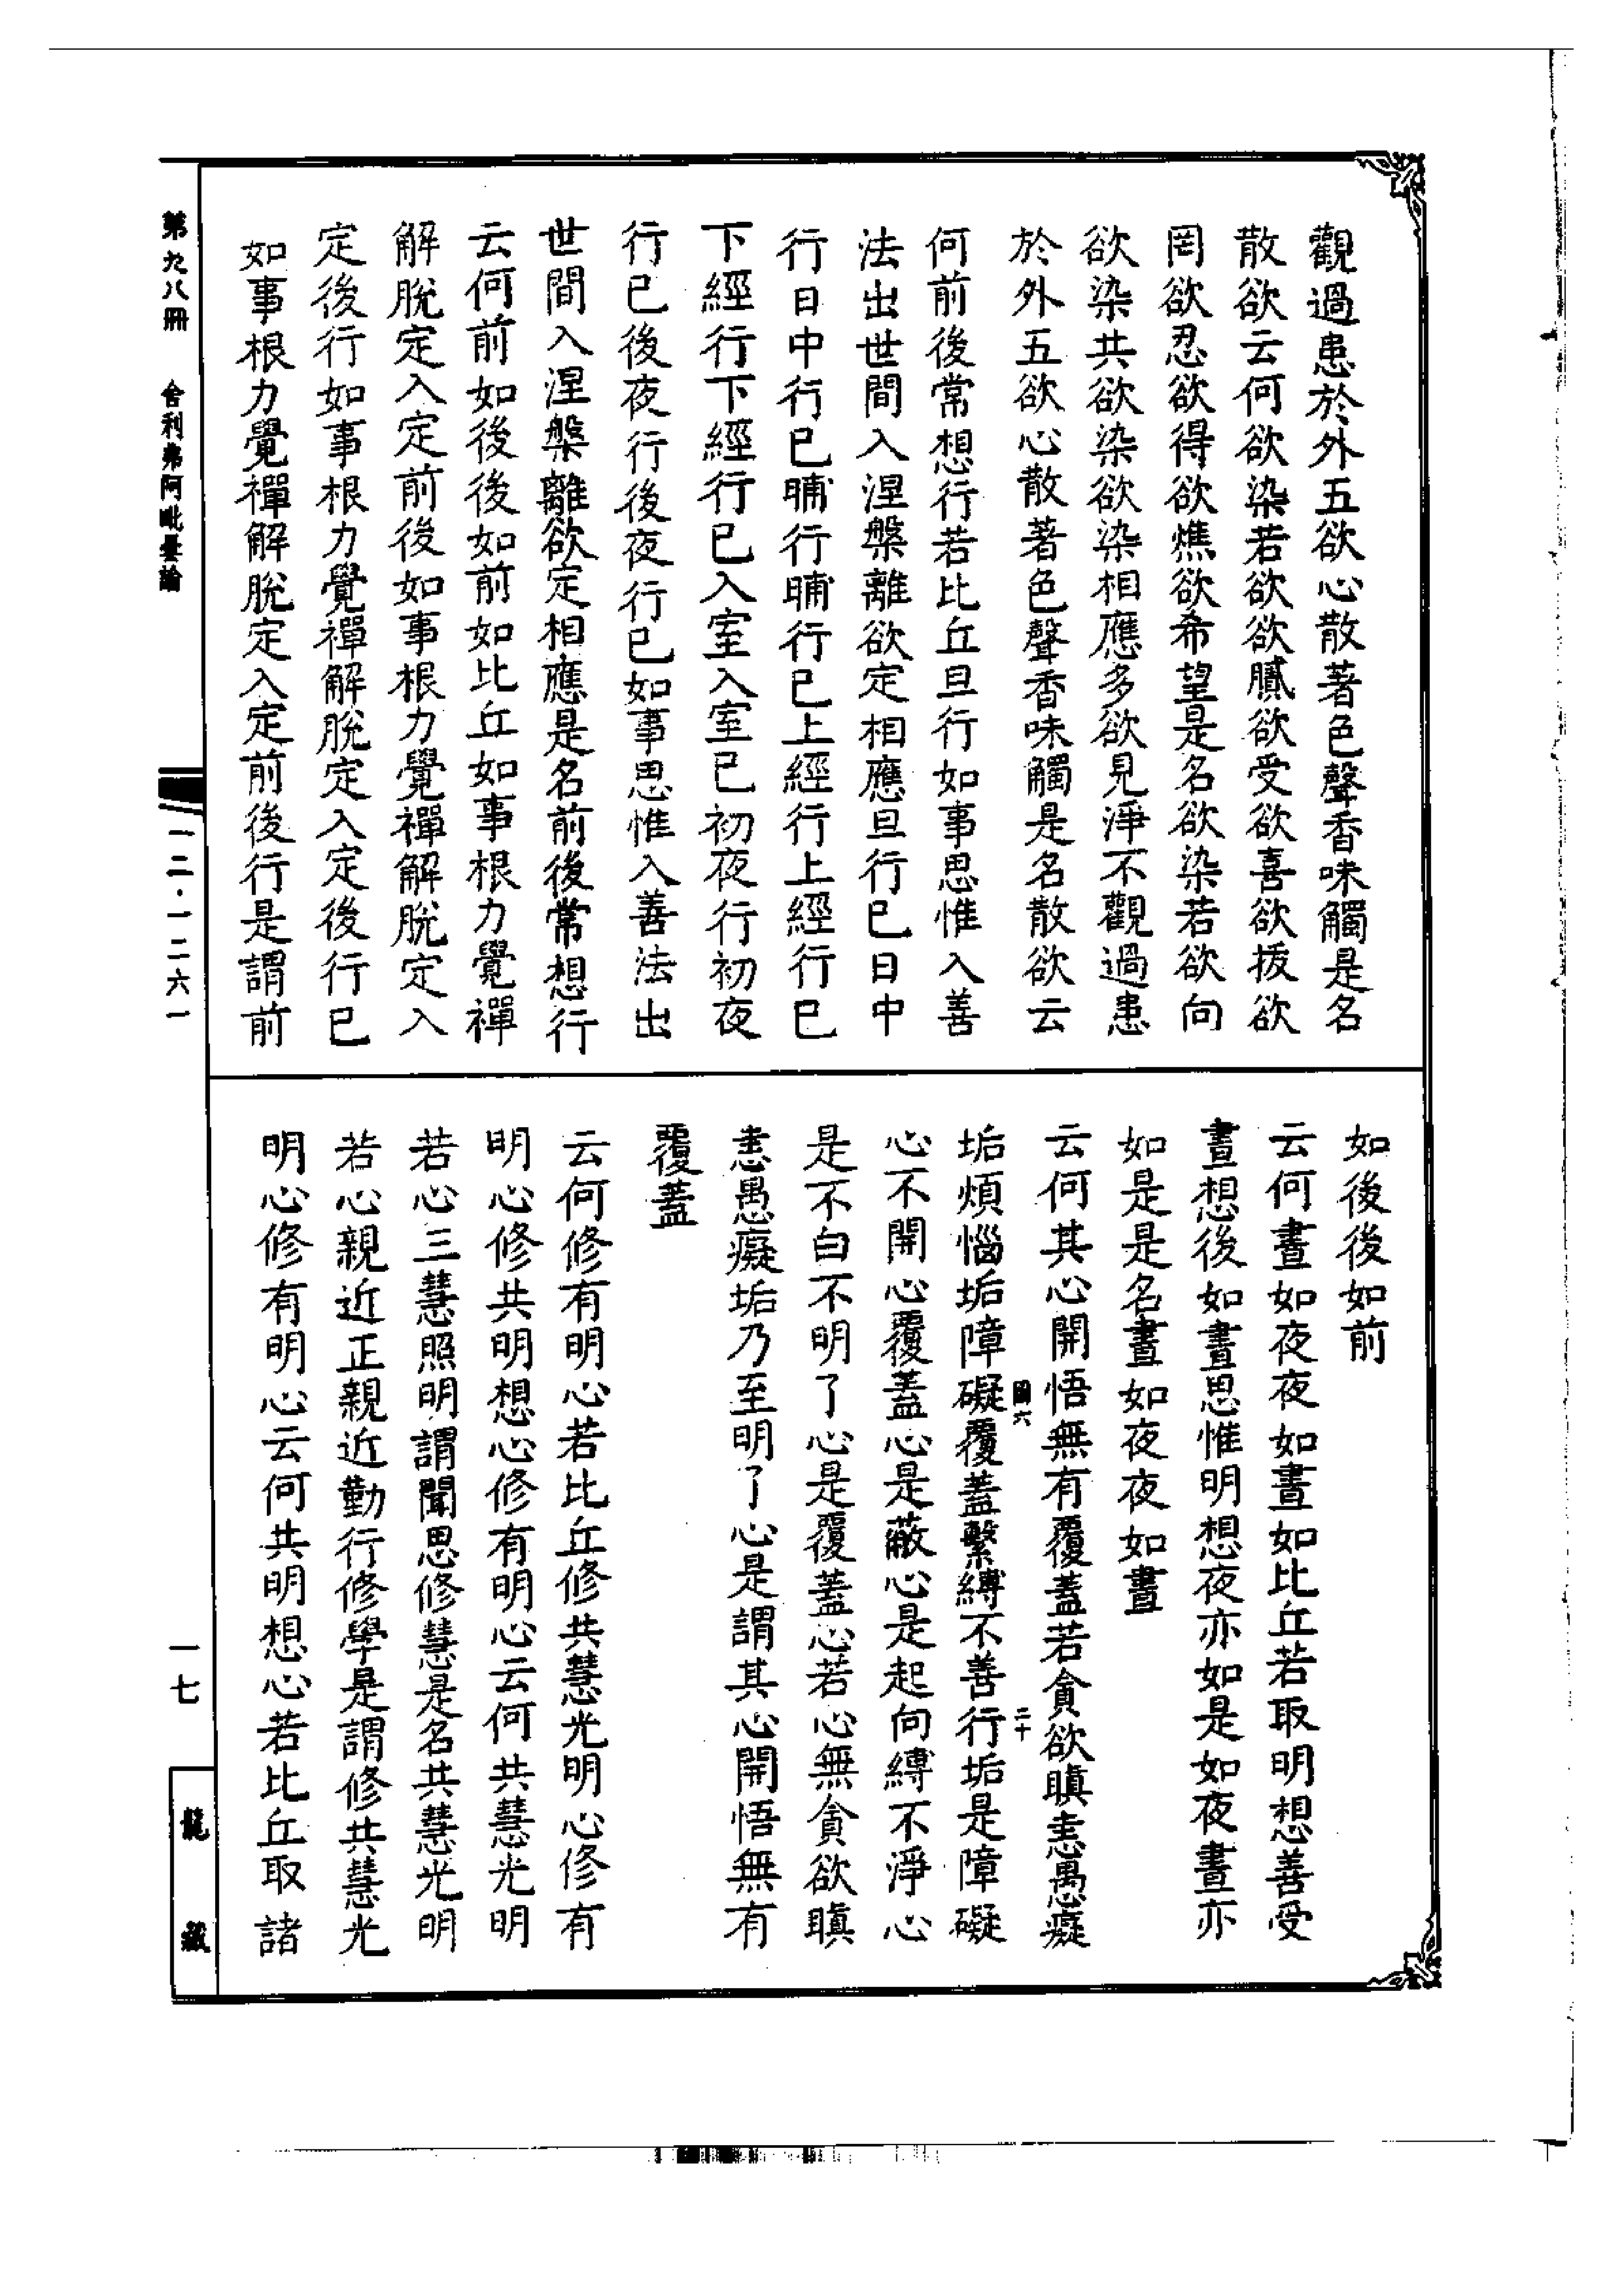 觀過患於外五欲心散著色聲香味觸是名
散欲云何欲染若欲欲膩欲受欲喜欲拔欲
罔欲忍欲得欲燋欲希望是名欲染若欲向
欲染共欲染欲染相應多欲見淨不觀過患
於外五欲心散著色聲香味觸是名散欲云
何前後常想行若比丘旦行如事思惟入善
法出世間入涅槃離欲定相應旦行已日中
行日中行已晡行晡行已上經行上經行已
下經行下經行已入室入室已初夜行初夜
行已後夜行後夜行已如事思惟入善法出
世間入涅槃離欲定相應是名前後常想行
云何前如後後如前如比丘如事根力覺禪
解脫定入定前後如事根力覺禪解脫定入
定後行如事根力覺禪解脫定入定後行已
如事根力覺禪解脫定入定前後行是謂前
如後後如前
云何晝如夜夜如晝如比丘若取明想善受
晝想後如晝思惟明想夜亦如是如夜晝亦
如是是名晝如夜夜如晝
云何其心開悟無有覆蓋若貪欲瞋恚愚癡
垢煩惱垢障礙覆蓋繫縛不善行垢是障礙
心不開心覆蓋心是蔽心是起向縛不淨心
是不白不明了心是覆蓋心若心無貪欲瞋
恚愚癡垢乃至明了心是謂其心開悟無有
覆蓋
云何修有明心若比丘修共慧光明心修有
明心修共明想心修有明心云何共慧光明
若心三慧照明謂聞思修慧是名共慧光明
若心親近正親近勤行修學是謂修共慧光
明心修有明心云何共明想心若比丘取諸
二十
第九八冊
舍利弗阿毗曇論
一二·一二六一
一七
龍藏